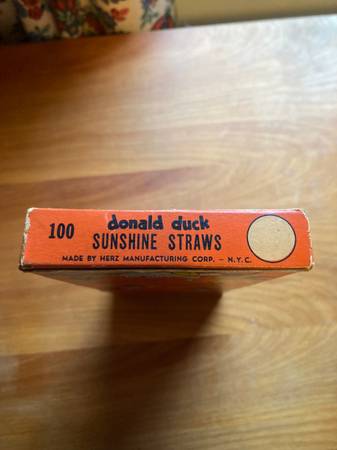 100
donald duck
SUNSHINE STRAWS
MADE BY HERZ MANUFACTURING CORP. – N.Y.C.